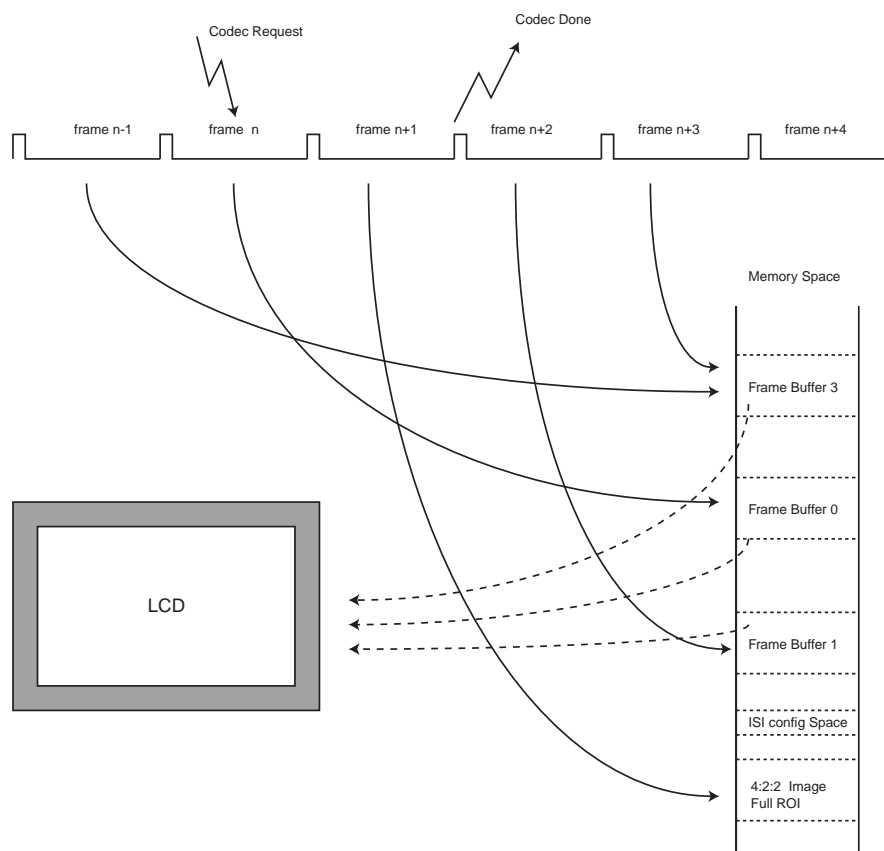 Codec Request
Codec Done
frame n-1
frame n
frame n+1
frame n+2
frame n+3
frame n+4
Memory Space
Frame Buffer 3
Frame Buffer 0
LCD
Frame Buffer 1
ISI config Space
4:2:2 Image
Full ROI